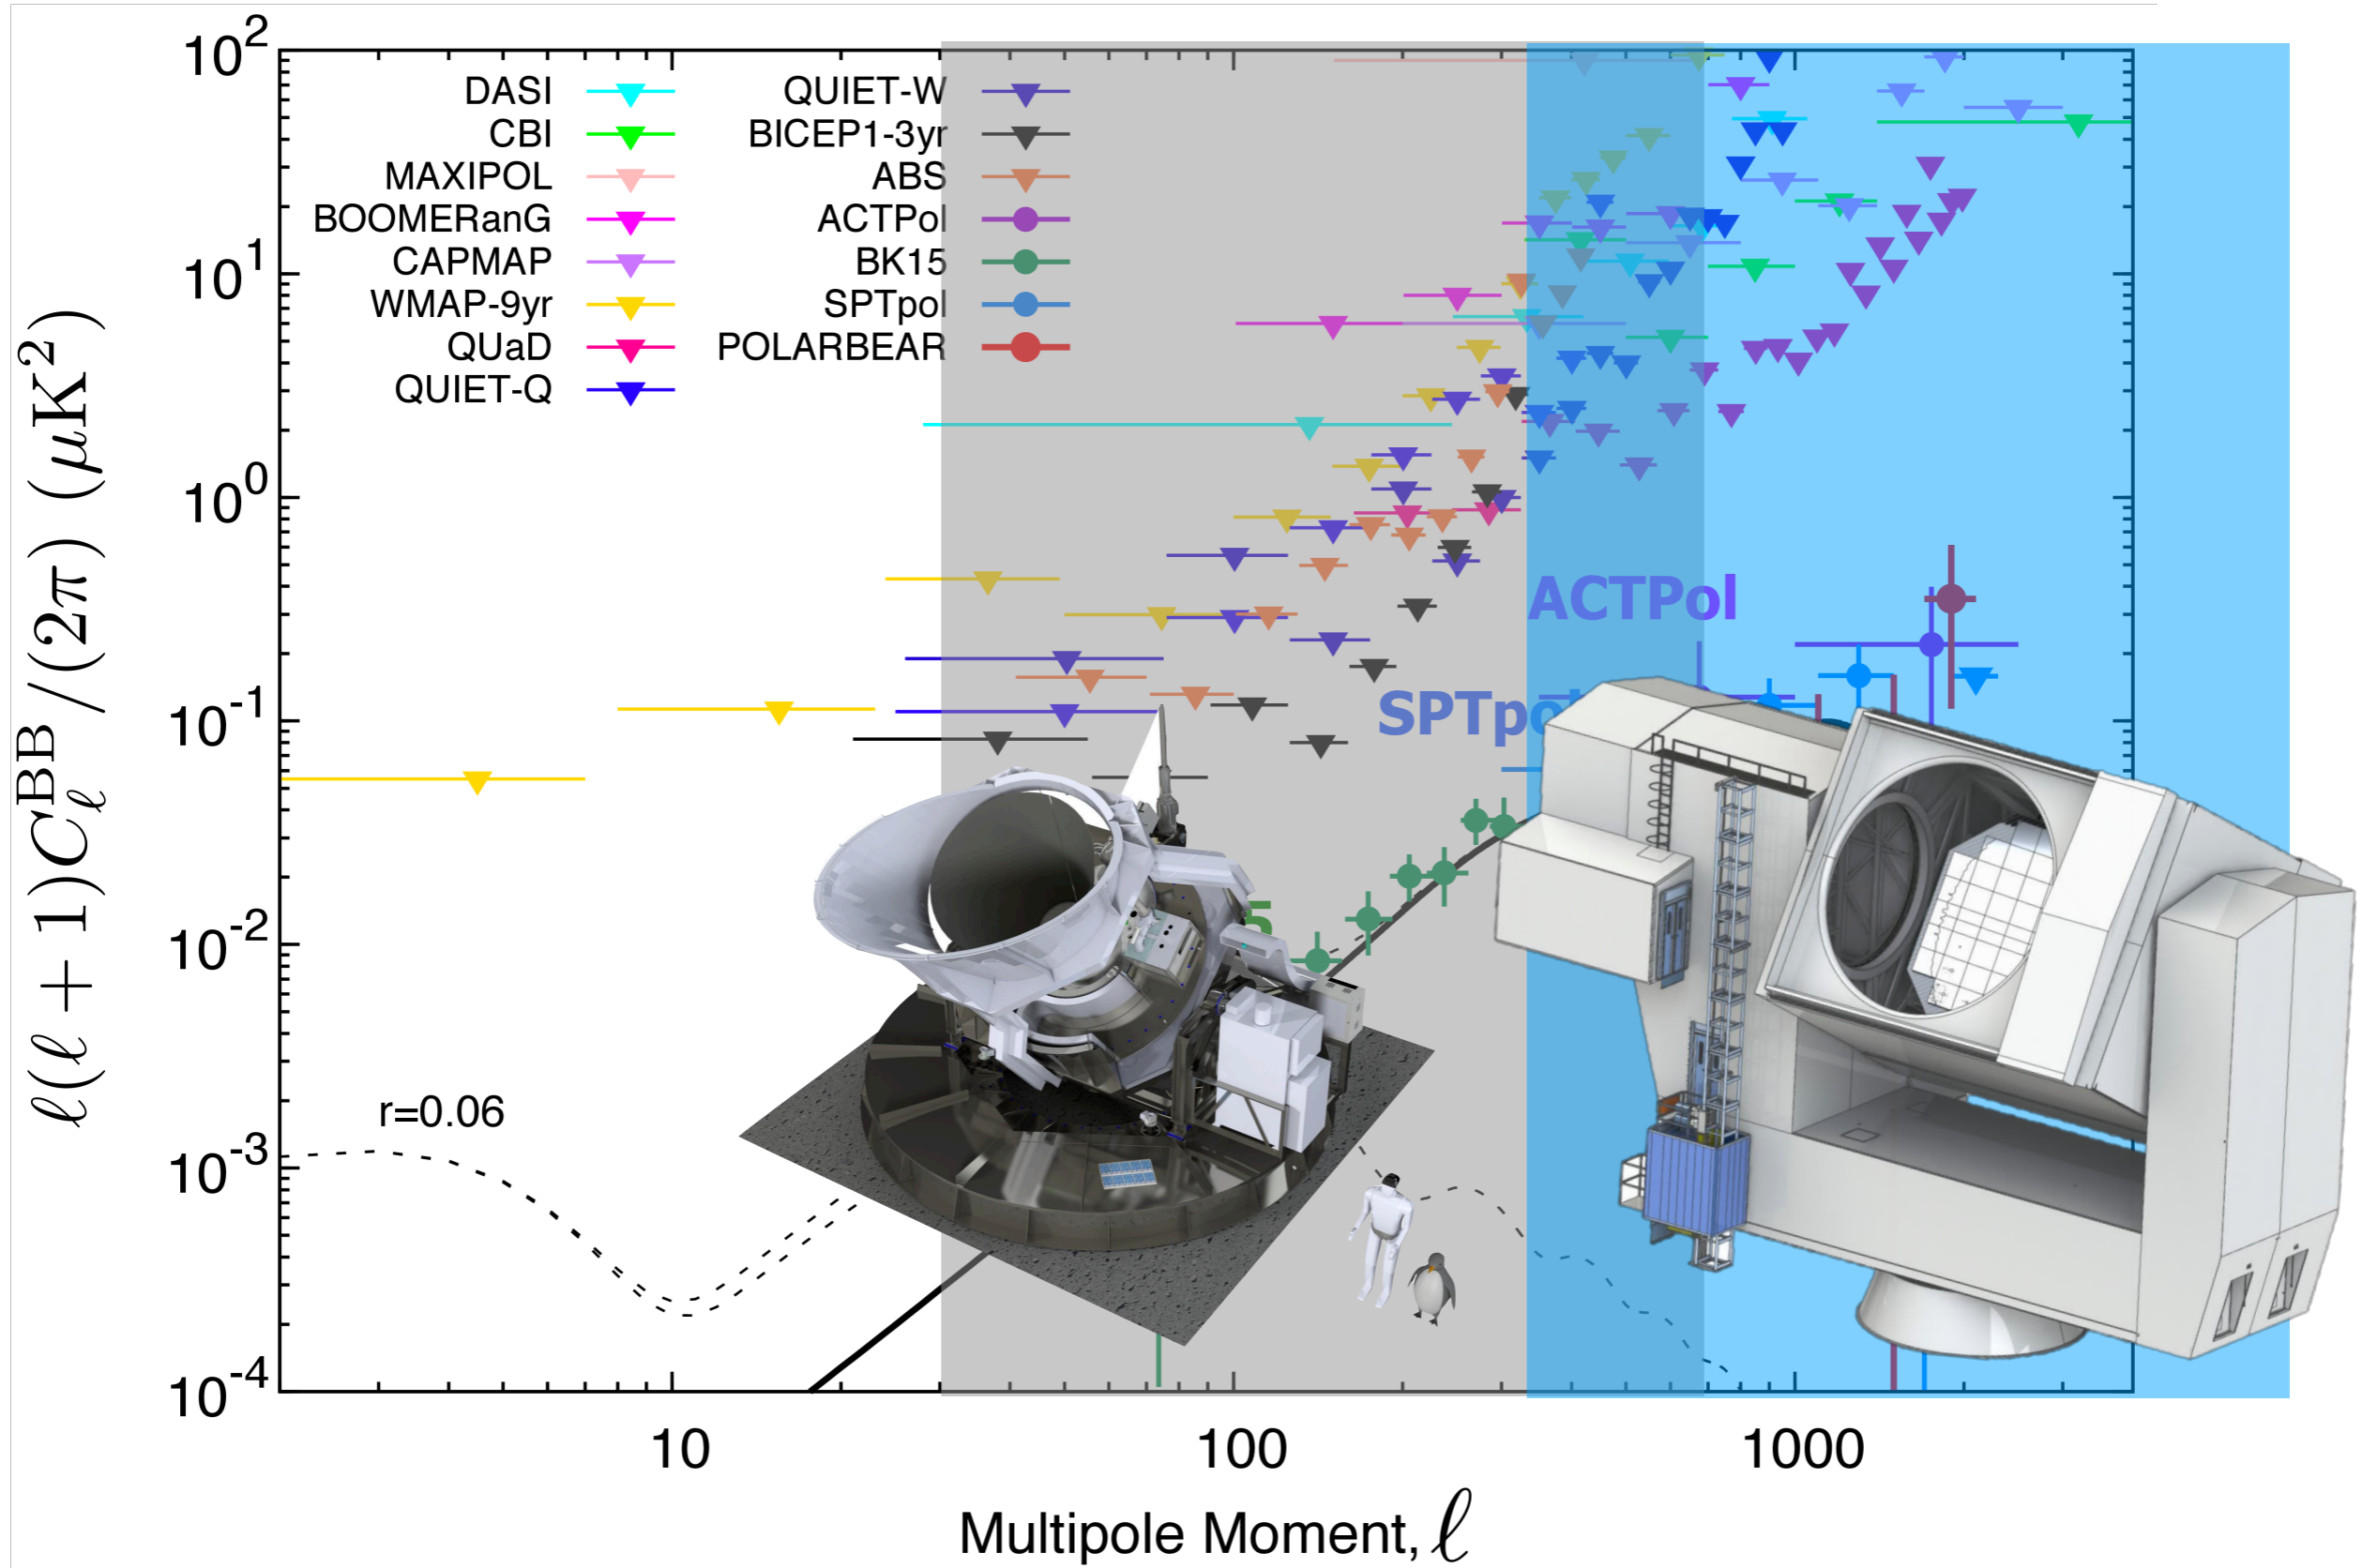 10^2
10^1
10^0
10^-1
10^-2
10^-3
10^-4
ℓ(ℓ + 1)C_ℓ^BB/(2π) (μK^2)
DASI
CBI
MAXIPOL
BOOMERanG
CAPMAP
WMAP-9yr
QUaD
QUIET-Q
QUIET-W
BICEP1-3yr
ABS
ACTPol
BK15
SPTpol
POLARBEAR
ACTPol
SPTpol
5
r=0.06
10
100
1000
Multipole Moment, ℓ